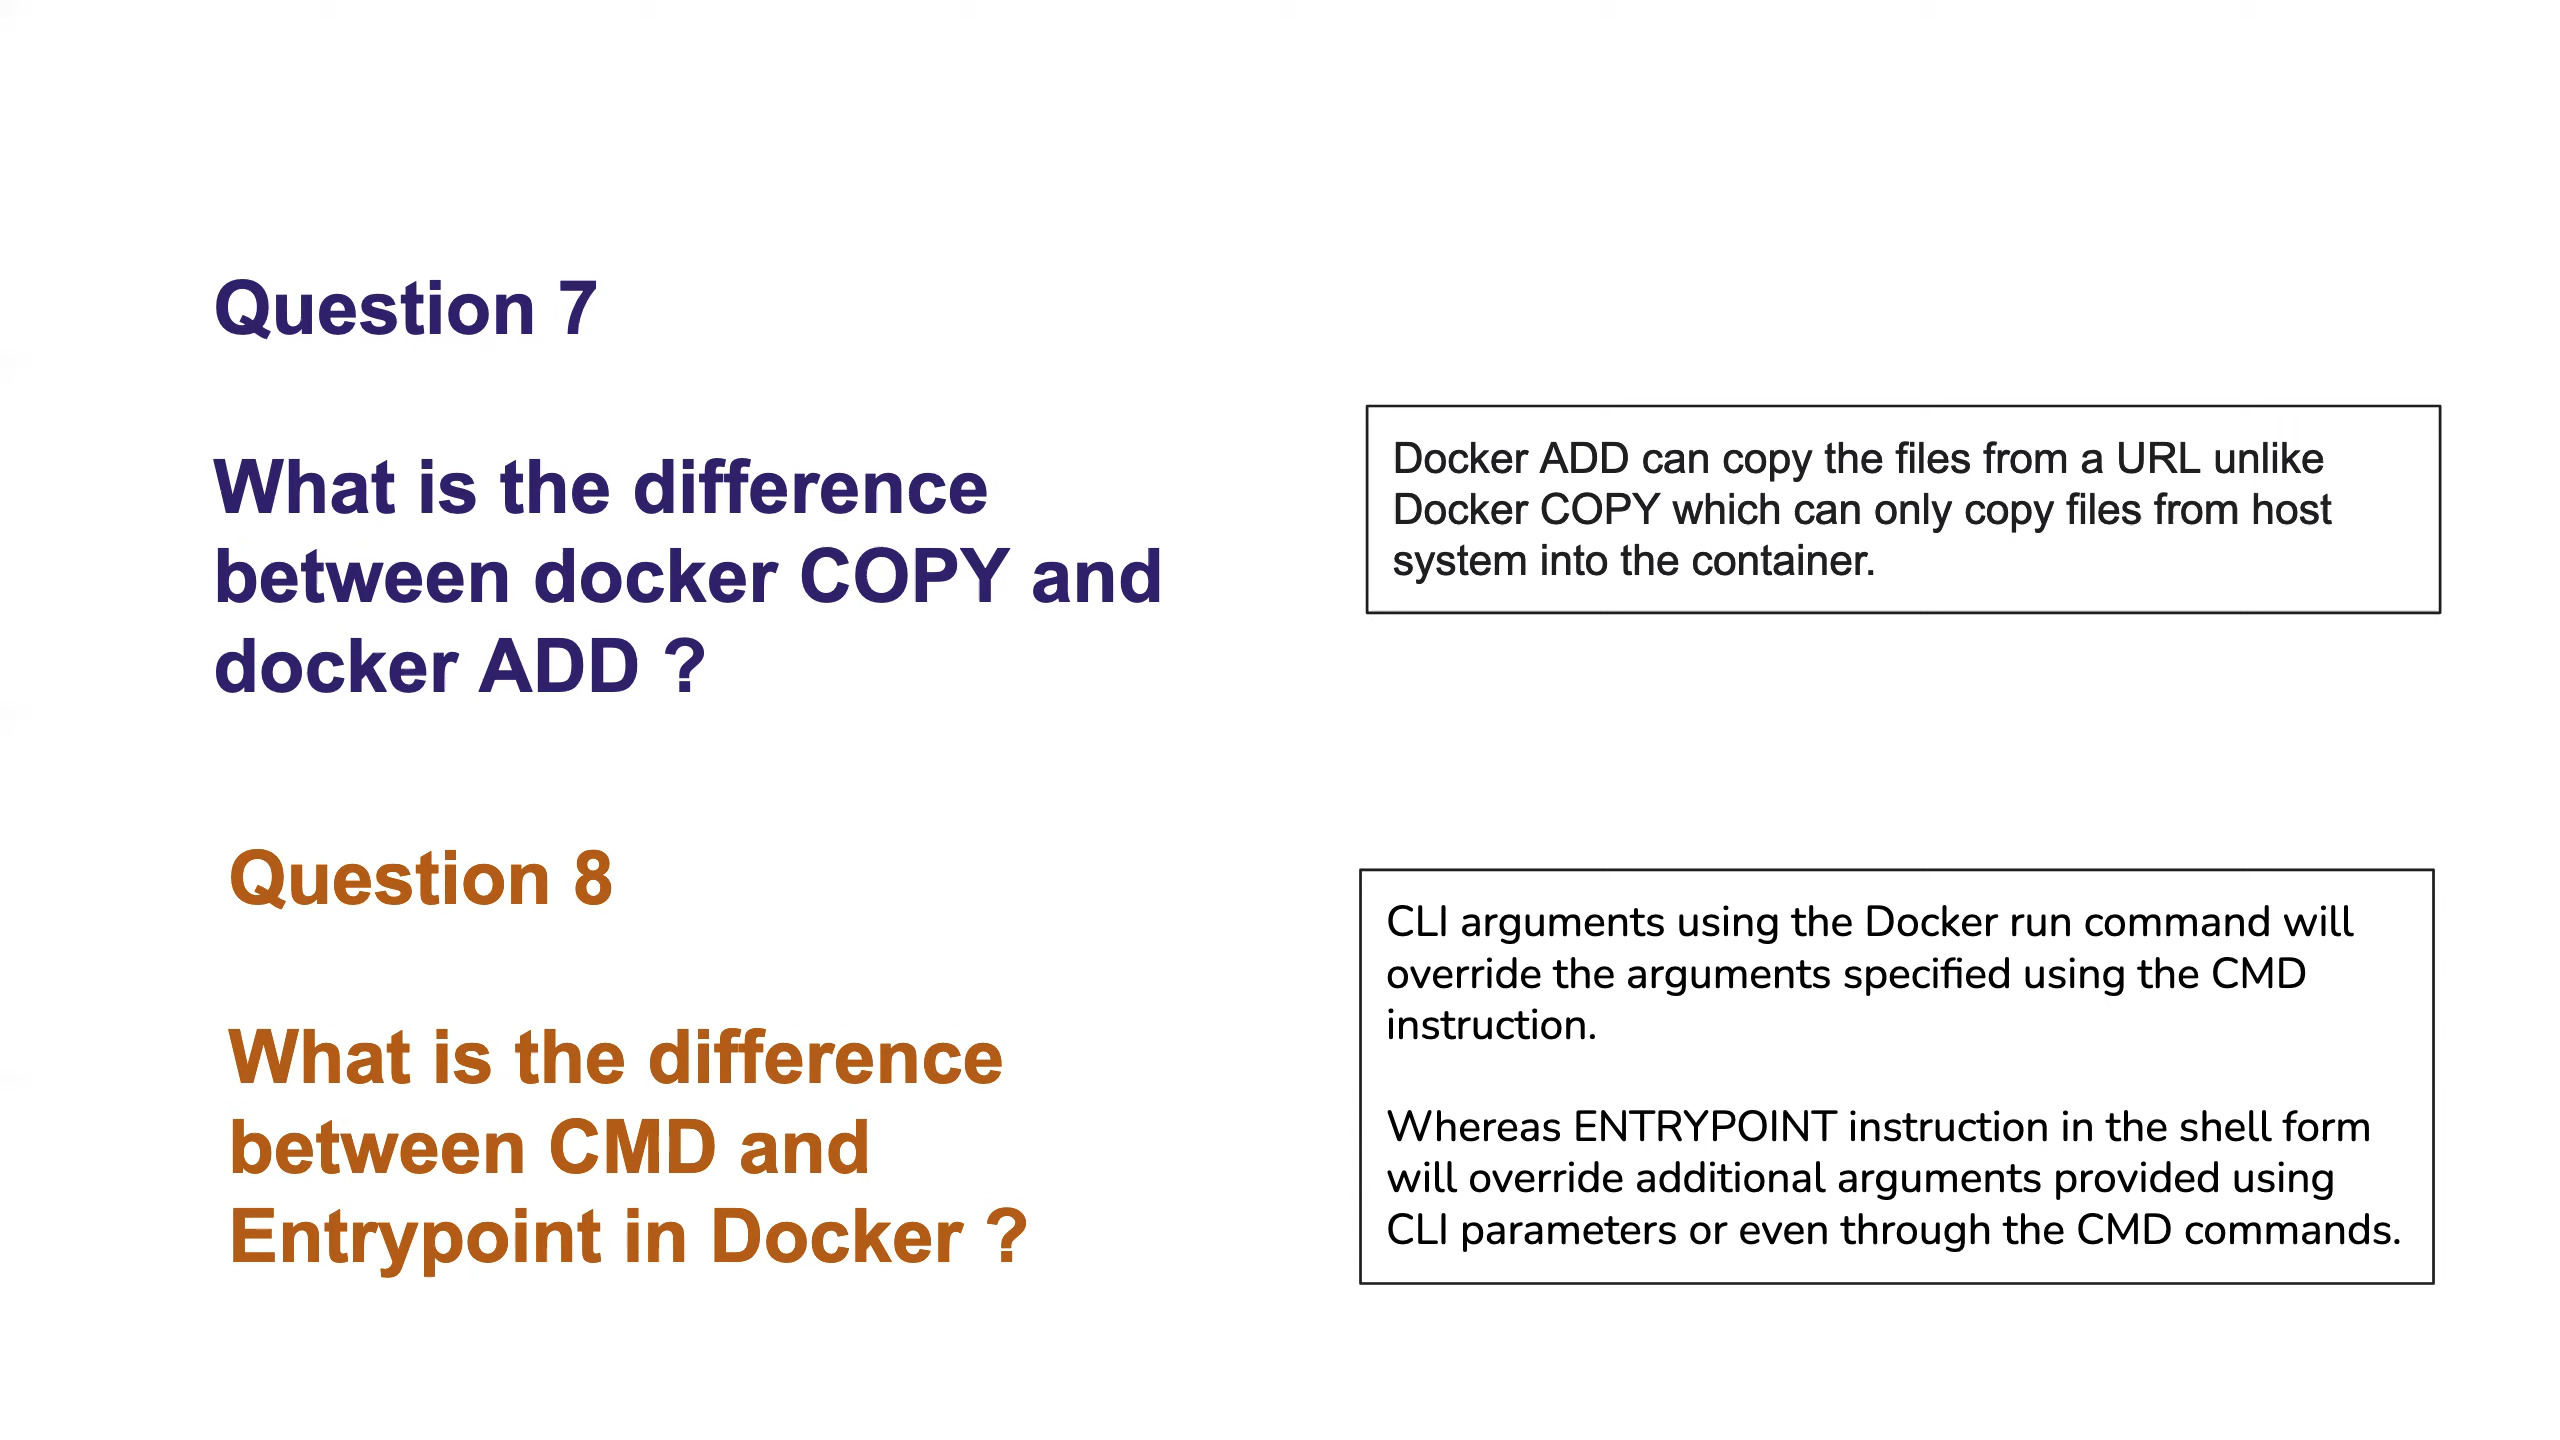 Question 7
What is the difference
between docker COPY and
docker ADD ?
Docker ADD can copy the files from a URL unlike
Docker COPY which can only copy files from host
system into the container.
Question 8
What is the difference
between CMD and
Entrypoint in Docker ?
CLI arguments using the Docker run command will
override the arguments specified using the CMD
instruction.
Whereas ENTRYPOINT instruction in the shell form
will override additional arguments provided using
CLI parameters or even through the CMD commands.